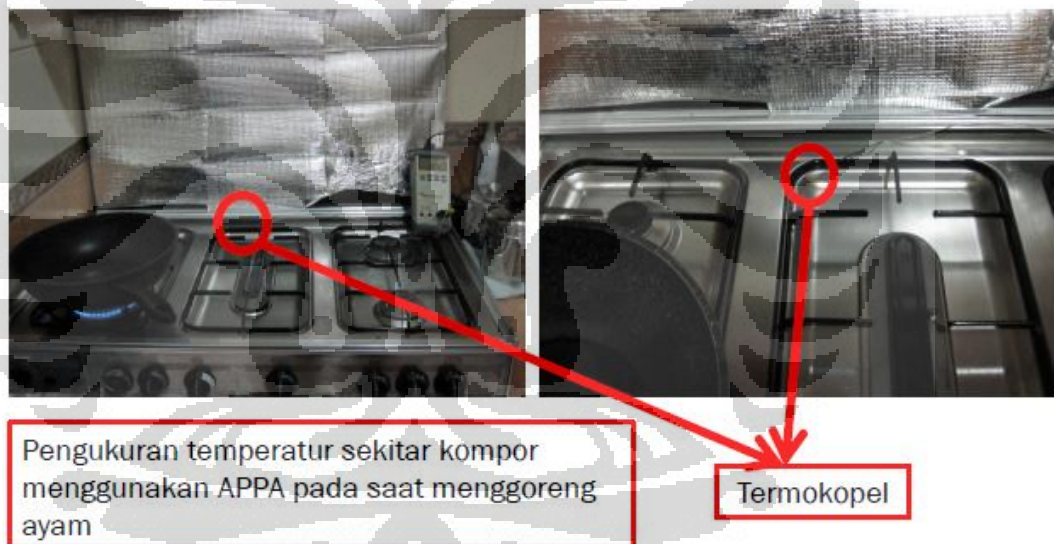 Pengukuran temperatur sekitar kompor
menggunakan APPA pada saat menggoreng
ayam
Termokopel